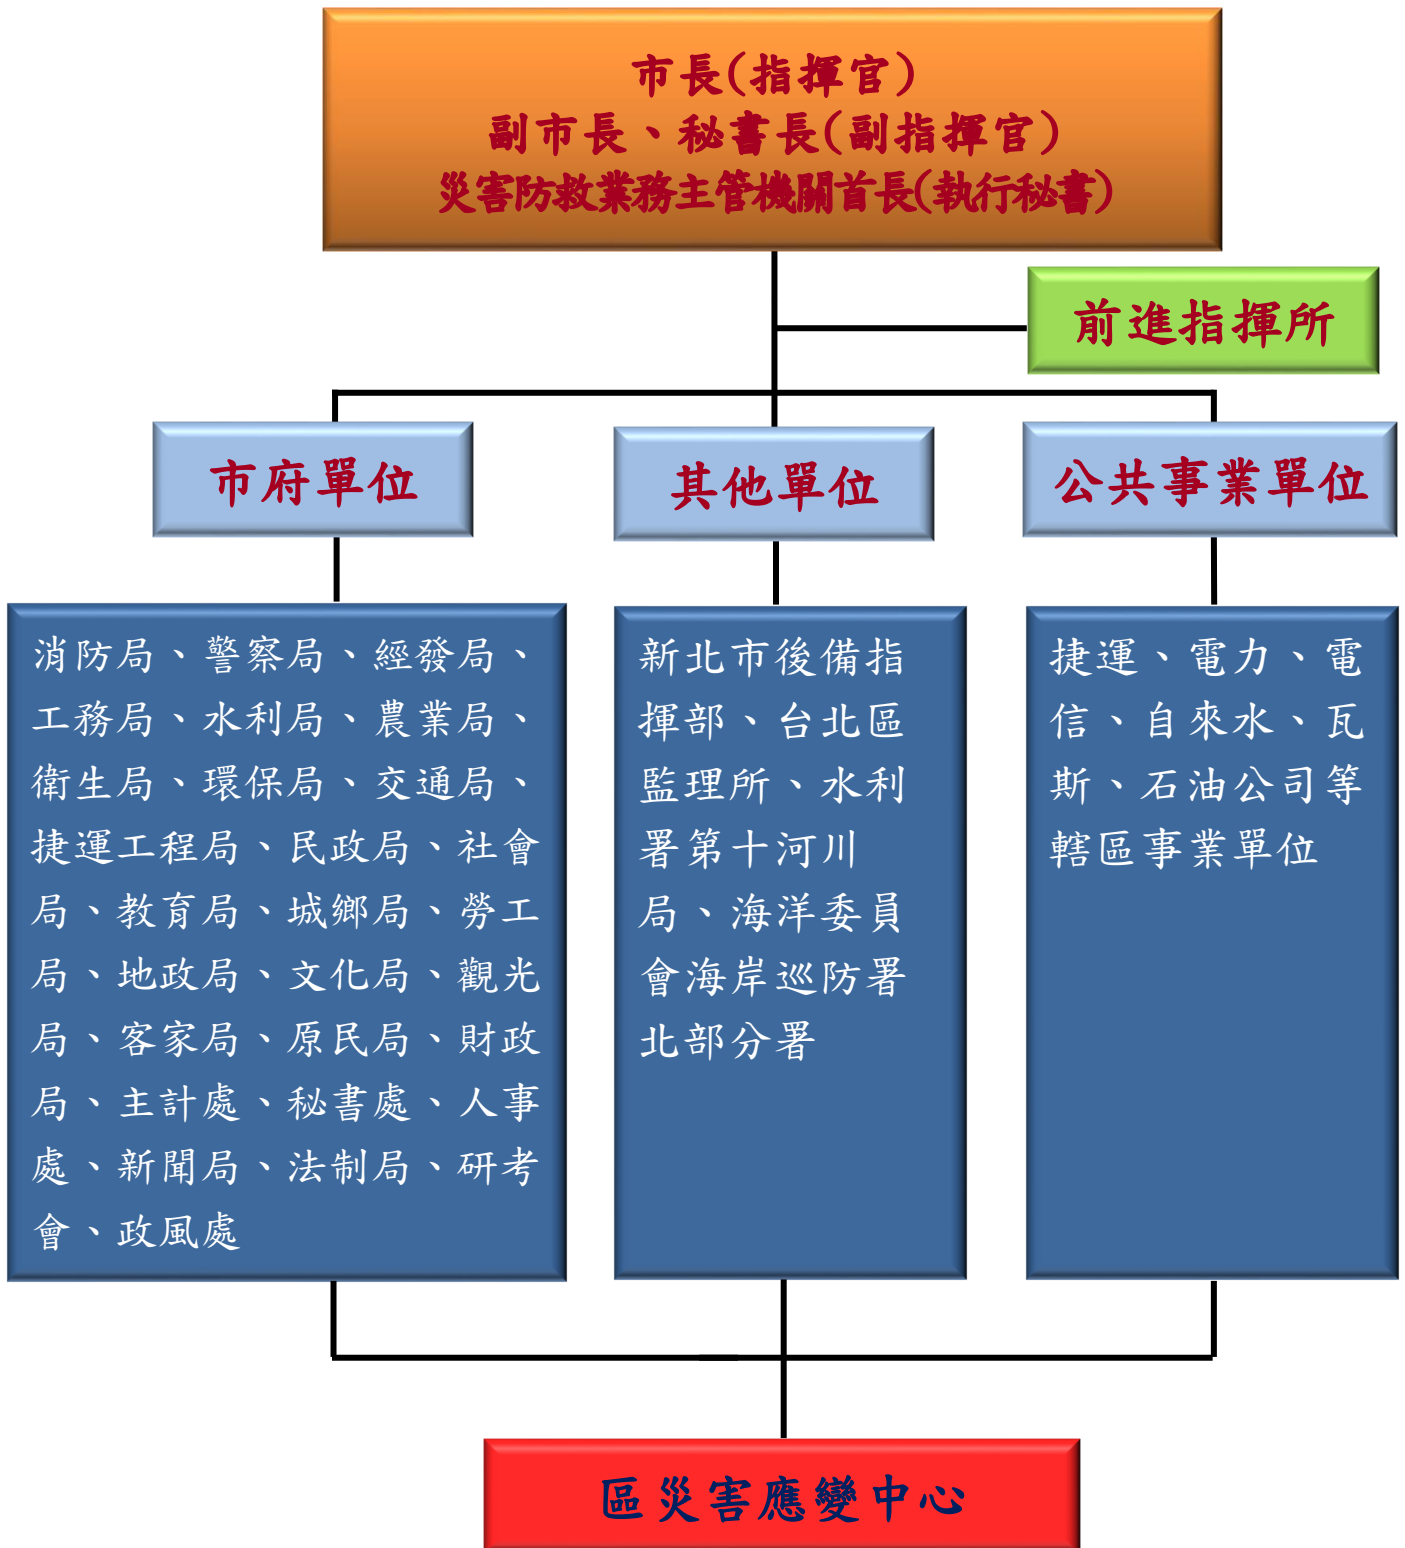 市長(指揮官)
副市長、秘書長(副指揮官)
災害防救業務主管機關首長(執行秘書)
前進指揮所
市府單位
其他單位
公共事業單位
消防局、警察局、經發局、
工務局、水利局、農業局、
衛生局、環保局、交通局、
捷運工程局、民政局、社會
局、教育局、城鄉局、勞工
局、地政局、文化局、觀光
局、客家局、原民局、財政
局、主計處、秘書處、人事
處、新聞局、法制局、研考
會、政風處
新北市後備指
揮部、台北區
監理所、水利
署第十河川
局、海洋委員
會海岸巡防署
北部分署
捷運、電力、電
信、自來水、瓦
斯、石油公司等
轄區事業單位
區災害應變中心